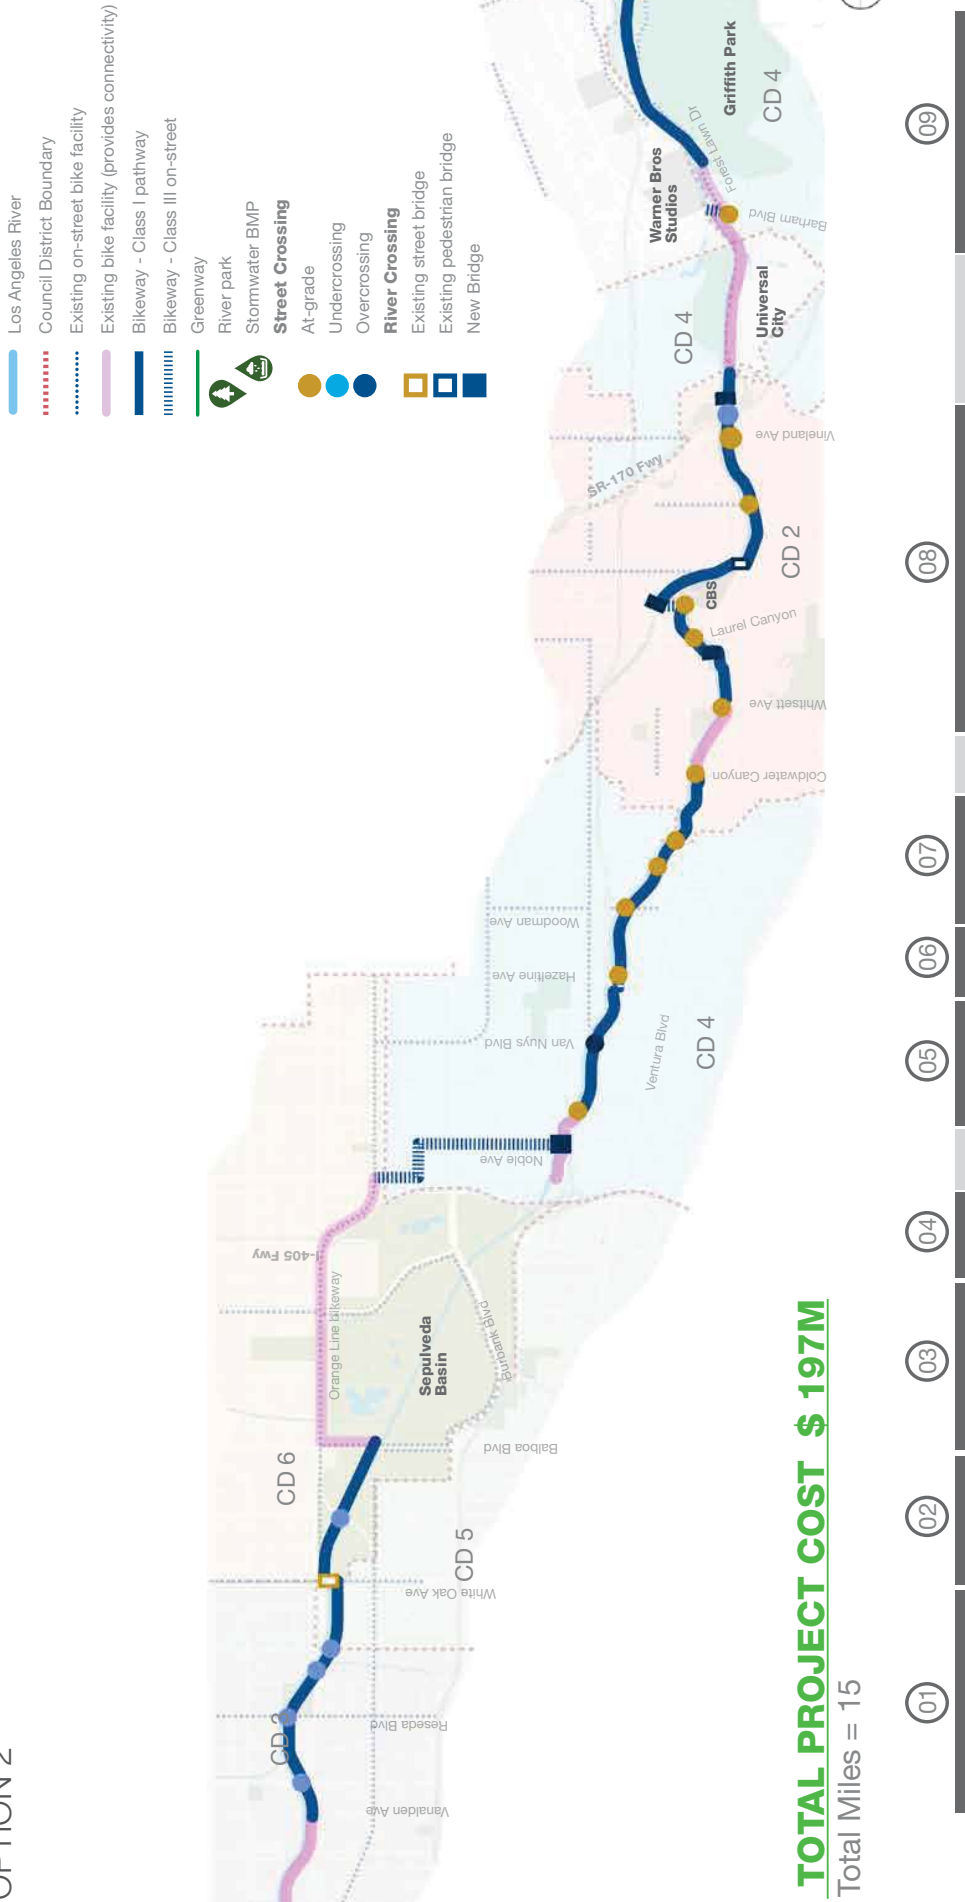 OPTION 2
Los Angeles River
Council District Boundary
Existing on-street bike facility
Existing bike facility (provides connectivity)
Bikeway - Class I pathway
Bikeway - Class III on-street
Greenway
River park
Stormwater BMP
Street Crossing
At-grade
Undercrossing
Overcrossing
River Crossing
Existing street bridge
Existing pedestrian bridge
New Bridge
Vanalden Ave
CD 3
Reseda Blvd
White Oak Ave
CD 5
CD 6
Balboa Blvd
Orange Line bikeway
Sepulveda
Basin
Burbank Blvd
I-405 Fwy
Noble Ave
Van Nuys Blvd
Ventura Blvd
CD 4
Hazeltine Ave
Woodman Ave
Coldwater Canyon
Whitsett Ave
Laurel Canyon
CBS
CD 2
SR-170 Fwy
Vineland Ave
CD 4
Universal
City
Warner Bros
Studios
Barham Blvd
Forest Lawn Dr
Griffith Park
CD 4
TOTAL PROJECT COST $ 197M
Total Miles = 15
01
02
03
04
05
06
07
08
09